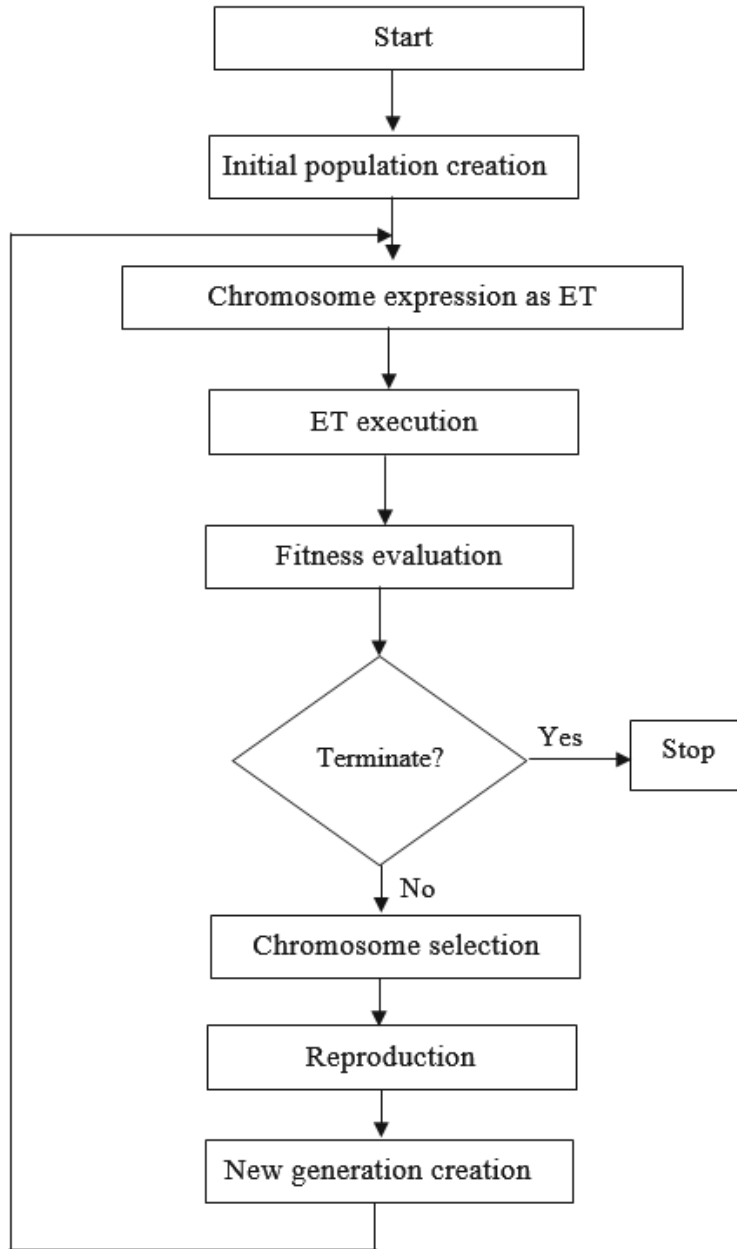 Start
Initial population creation
Chromosome expression as ET
ET execution
Fitness evaluation
Terminate?
Yes
Stop
No
Chromosome selection
Reproduction
New generation creation